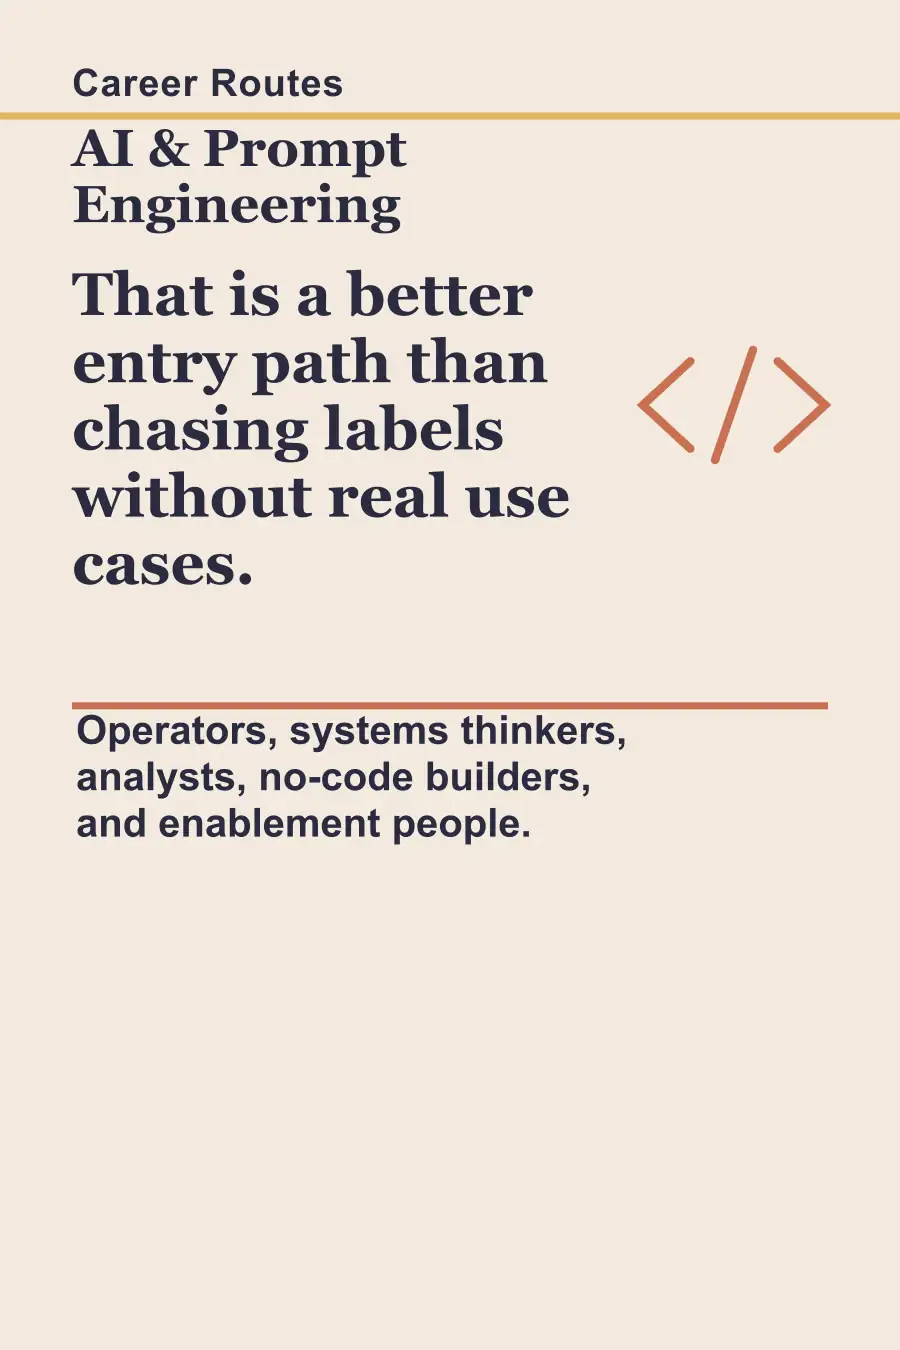 Career Routes
AI & Prompt
Engineering
That is a better
entry path than
chasing labels
without real use
cases.
</>
Operators, systems thinkers,
analysts, no-code builders,
and enablement people.